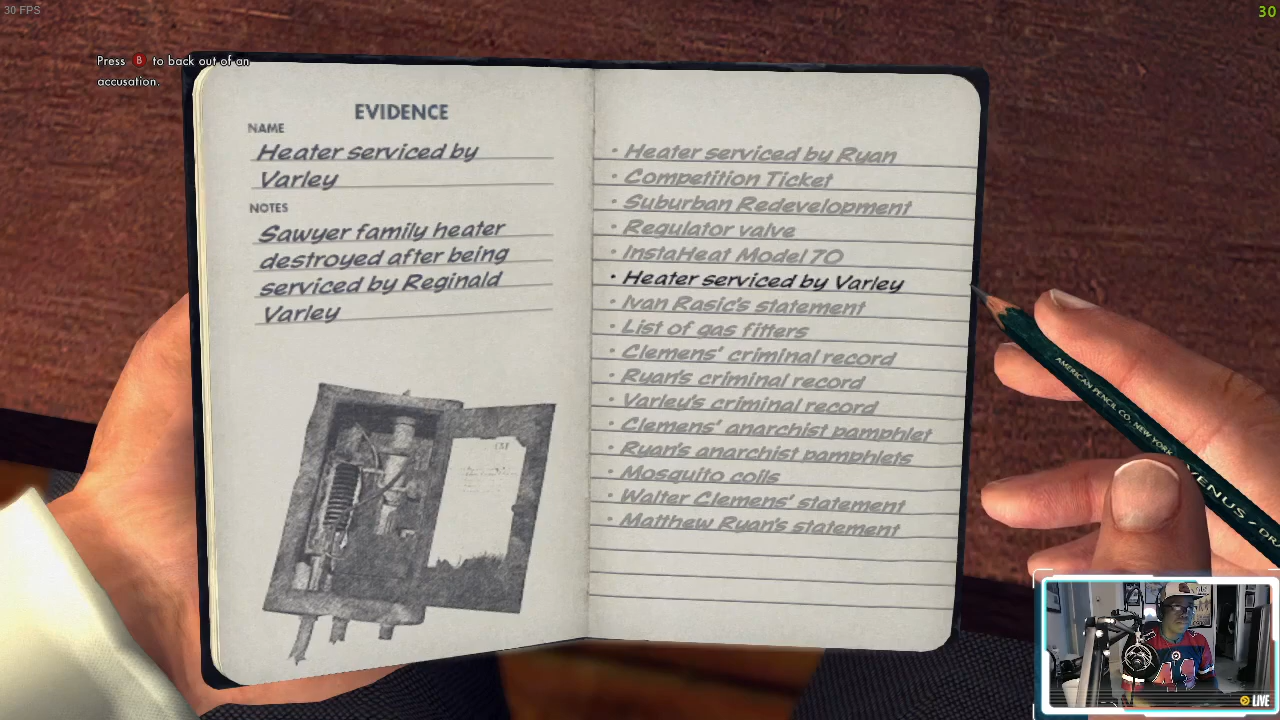 30 FPS
30
Press B to back out of an
accusation.
EVIDENCE
NAME
Heater serviced by
Varley
NOTES
Sawyer family heater
destroyed after being
serviced by Reginald
Varley
• Heater serviced by Ryan
• Competition Ticket
• Suburban Redevelopment
• Regulator valve
• InstaHeat Model 70
• Heater serviced by Varley
• Ivan Rasic's statement
• List of gas fitters
• Clemens' criminal record
• Ryan's criminal record
• Varley's criminal record
• Clemens' anarchist pamphlet
• Ryan's anarchist pamphlets
• Mosquito coils
• Walter Clemens' statement
• Matthew Ryan's statement
AMERICAN PENCIL CO. NEW YORK
VENUS / DRA
LIVE